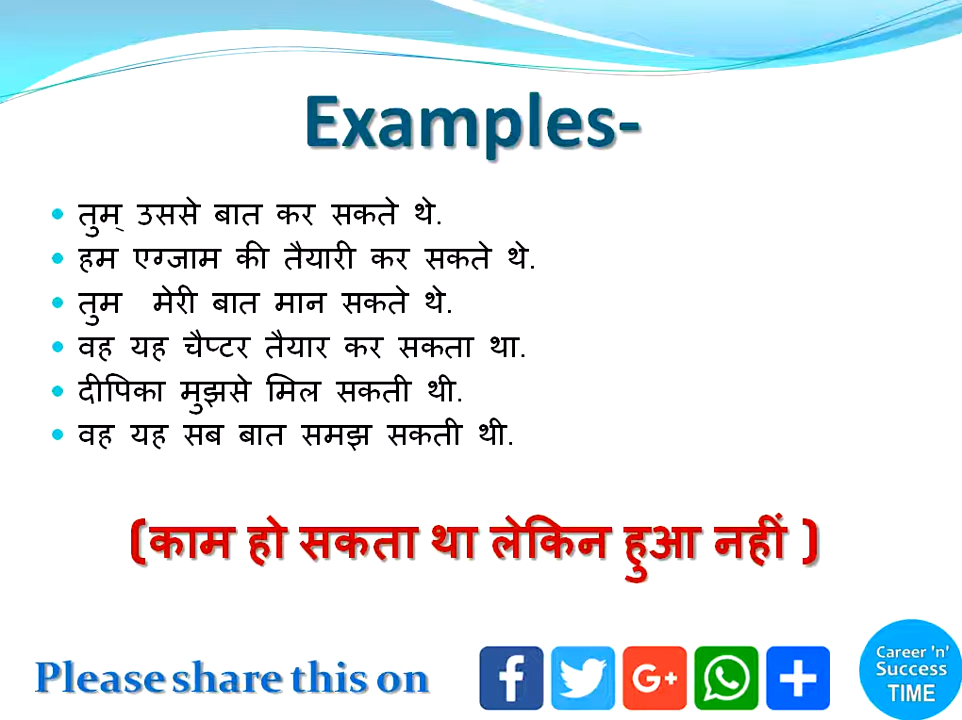 Examples-
तुम् उससे बात कर सकते थे.
हम एग्जाम की तैयारी कर सकते थे.
तुम मेरी बात मान सकते थे.
वह यह चैप्टर तैयार कर सकता था.
दीपिका मुझसे मिल सकती थी.
वह यह सब बात समझ सकती थी.
(काम हो सकता था लेकिन हुआ नहीं )
Please share this on
f
G+
Career 'n'
Success
TIME